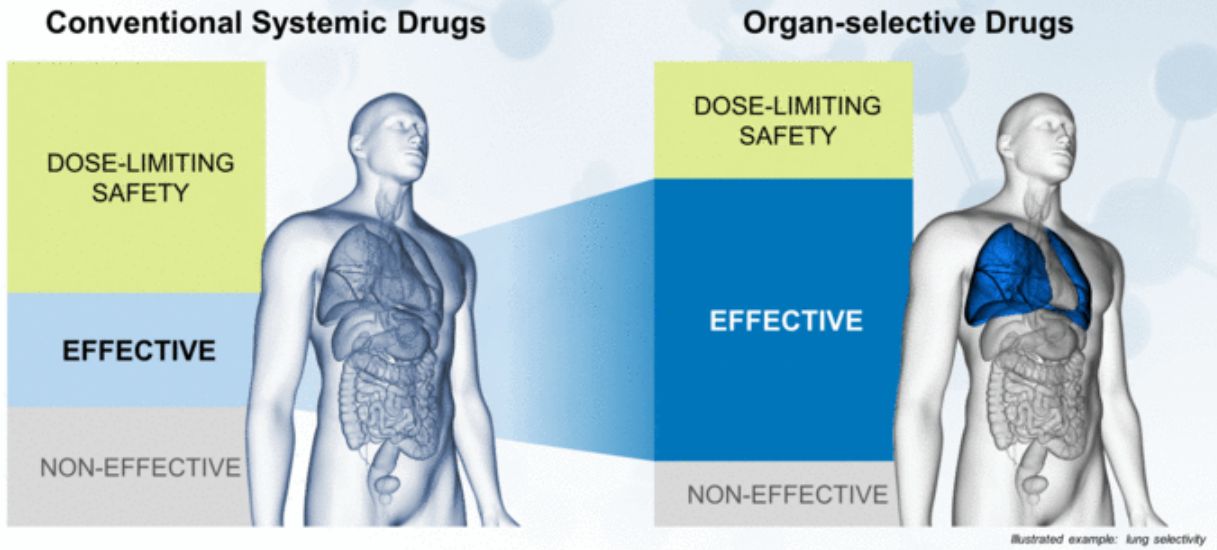 Conventional Systemic Drugs
DOSE-LIMITING
SAFETY
EFFECTIVE
NON-EFFECTIVE
Organ-selective Drugs
DOSE-LIMITING
SAFETY
EFFECTIVE
NON-EFFECTIVE
Illustrated example: lung selectivity